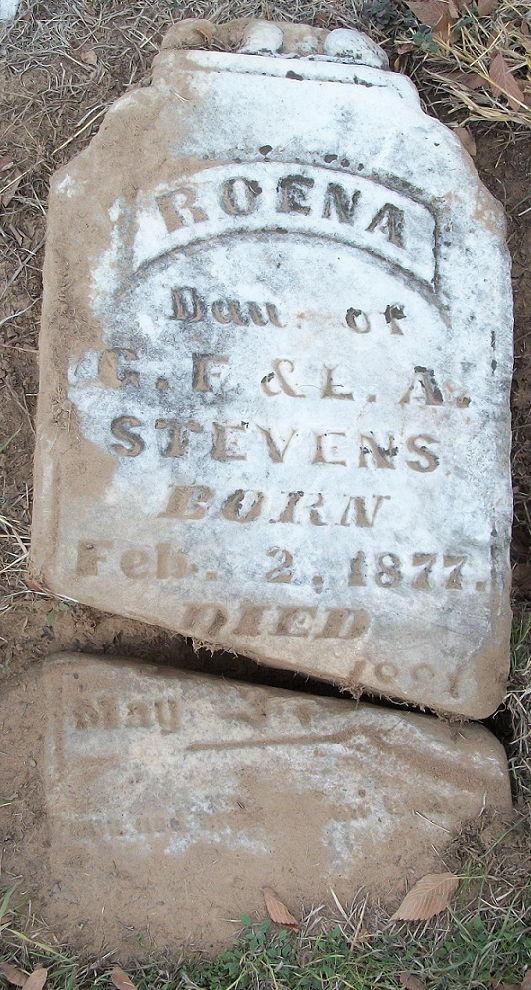 ROENA
Dau. of
C. F. & L. A.
STEVENS.
BORN
Feb. 2, 1877.
DIED
May